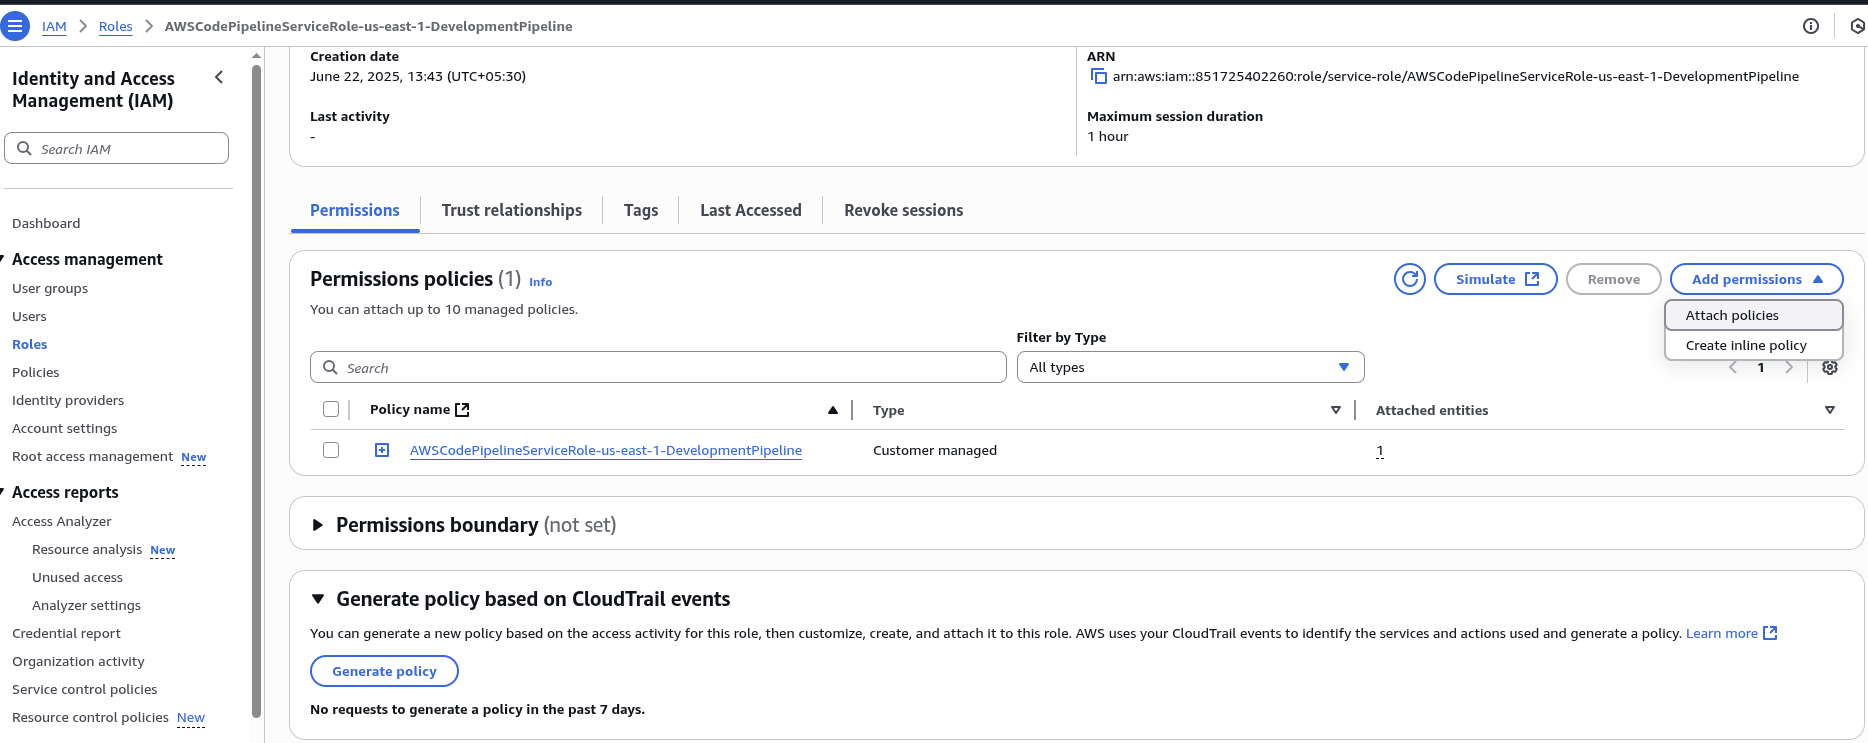 IAM > Roles > AWSCodePipelineServiceRole-us-east-1-DevelopmentPipeline
Identity and Access
Management (IAM)
Search IAM
Dashboard
Access management
User groups
Users
Roles
Policies
Identity providers
Account settings
Root access management New
Access reports
Access Analyzer
Resource analysis New
Unused access
Analyzer settings
Credential report
Organization activity
Service control policies
Resource control policies New
Creation date
June 22, 2025, 13:43 (UTC+05:30)
Last activity
-
ARN
arn:aws:iam::851725402260:role/service-role/AWSCodePipelineServiceRole-us-east-1-DevelopmentPipeline
Maximum session duration
1 hour
Permissions
Trust relationships
Tags
Last Accessed
Revoke sessions
Permissions policies (1) Info
You can attach up to 10 managed policies.
Simulate
Remove
Add permissions
Attach policies
Create inline policy
Filter by Type
Search
All types
1
Policy name
Type
Attached entities
AWSCodePipelineServiceRole-us-east-1-DevelopmentPipeline
Customer managed
1
Permissions boundary (not set)
Generate policy based on CloudTrail events
You can generate a new policy based on the access activity for this role, then customize, create, and attach it to this role. AWS uses your CloudTrail events to identify the services and actions used and generate a policy. Learn more
Generate policy
No requests to generate a policy in the past 7 days.